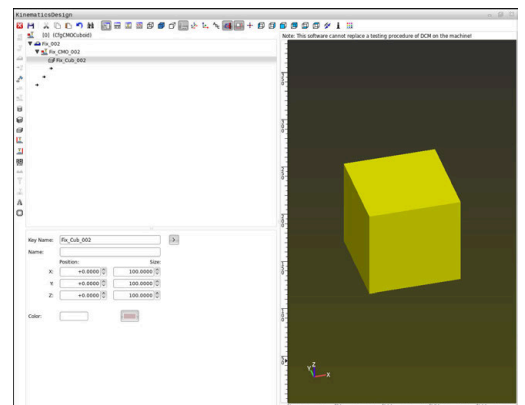 KinematicsDesign
[0] (CfgCMOCuboid)
Note: This software cannot replace a testing procedure of DCM on the machine!
Fix_002
Fix_CMO_002
Fix_Cub_002
Key Name: Fix_Cub_002 >
Name:
Position: Size:
X: +0.0000 100.0000
Y: +0.0000 100.0000
Z: +0.0000 100.0000
Color:
Z
Y
X